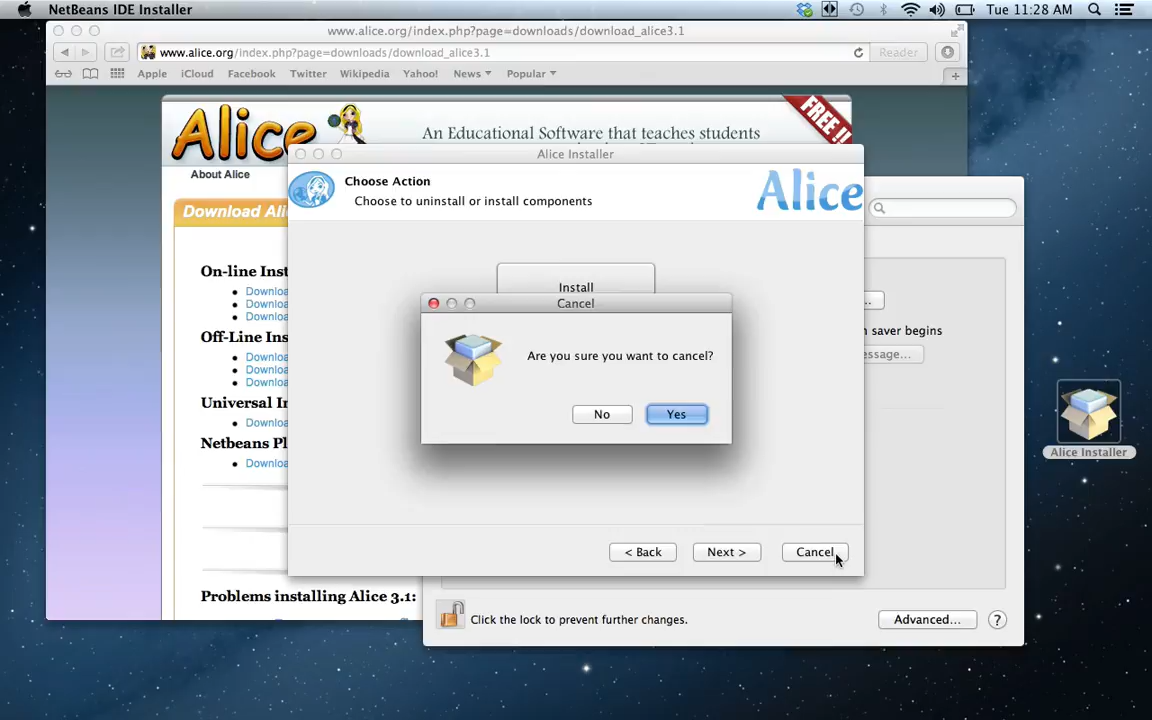 NetBeans IDE Installer
Tue 11:28 AM
www.alice.org/index.php?page=downloads/download_alice3.1
www.alice.org/index.php?page=downloads/download_alice3.1
Reader
Apple iCloud Facebook Twitter Wikipedia Yahoo! News Popular
Alice
An Educational Software that teaches students
FREE !!
About Alice
Alice Installer
Choose Action
Choose to uninstall or install components
Alice
Download Ali
On-line Inst
Downloa
Downloa
Downloa
Off-Line Ins
Downloa
Downloa
Downloa
Universal In
Downloa
Netbeans Pl
Downloa
Problems installing Alice 3.1:
Install
Cancel
Are you sure you want to cancel?
No
Yes
< Back
Next >
Cancel
...
n saver begins
essage...
Click the lock to prevent further changes.
Advanced...
?
Alice Installer